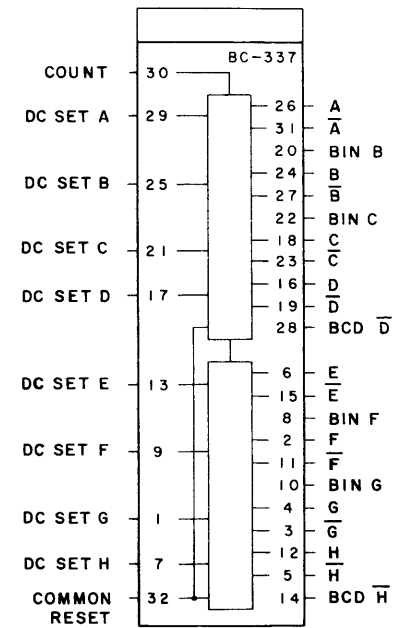 BC-337
COUNT 30
26 A
DC SET A 29
31 A̅
20 BIN B
24 B
DC SET B 25
27 B̅
22 BIN C
18 C
DC SET C 21
23 C̅
16 D
DC SET D 17
19 D̅
28 BCD D̅
6 E
DC SET E 13
15 E̅
8 BIN F
2 F
DC SET F 9
11 F̅
10 BIN G
4 G
DC SET G 1
3 G̅
12 H
DC SET H 7
5 H̅
COMMON RESET 32
14 BCD H̅